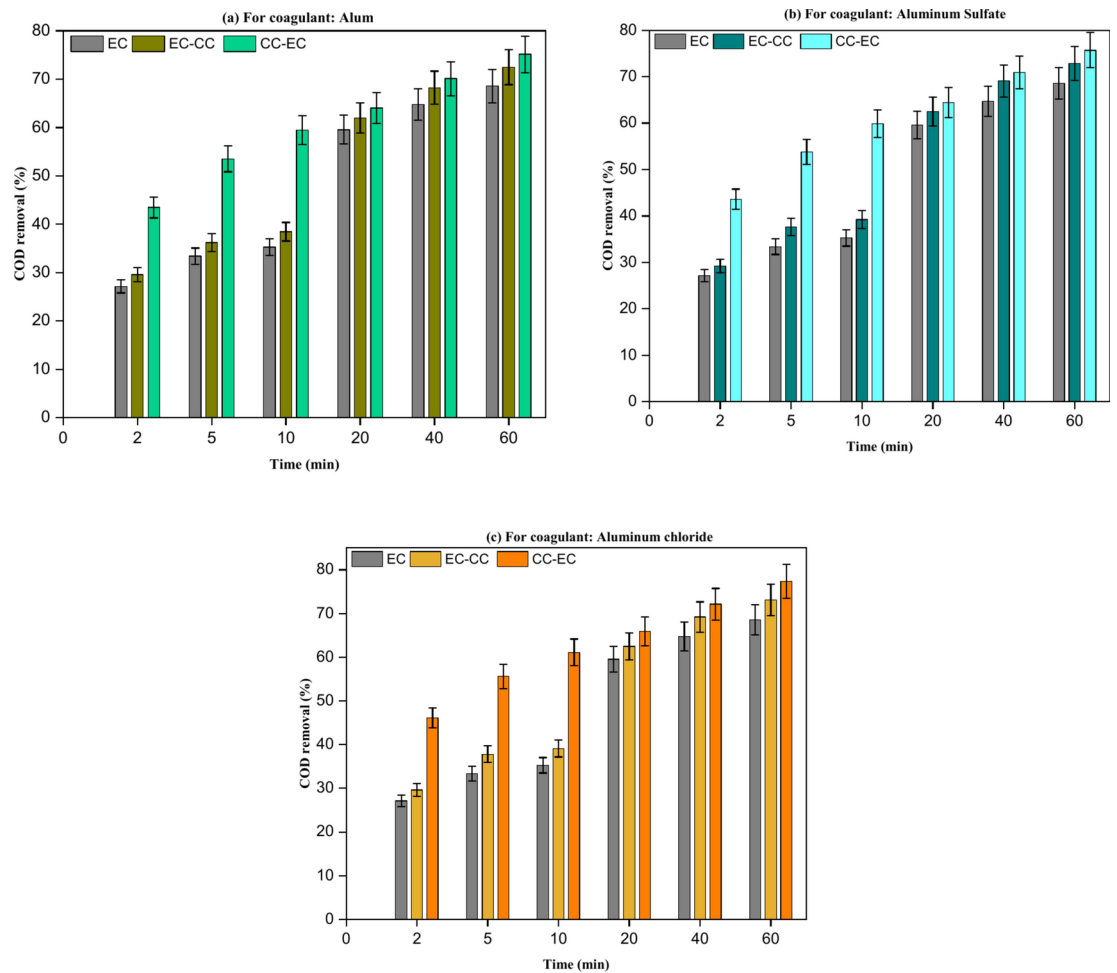 (a) For coagulant: Alum
EC EC-CC CC-EC
COD removal (%)
80
70
60
50
40
30
20
10
0
0 2 5 10 20 40 60
Time (min)
(b) For coagulant: Aluminum Sulfate
EC EC-CC CC-EC
COD removal (%)
80
70
60
50
40
30
20
10
0
0 2 5 10 20 40 60
Time (min)
(c) For coagulant: Aluminum chloride
EC EC-CC CC-EC
COD removal (%)
80
70
60
50
40
30
20
10
0
0 2 5 10 20 40 60
Time (min)